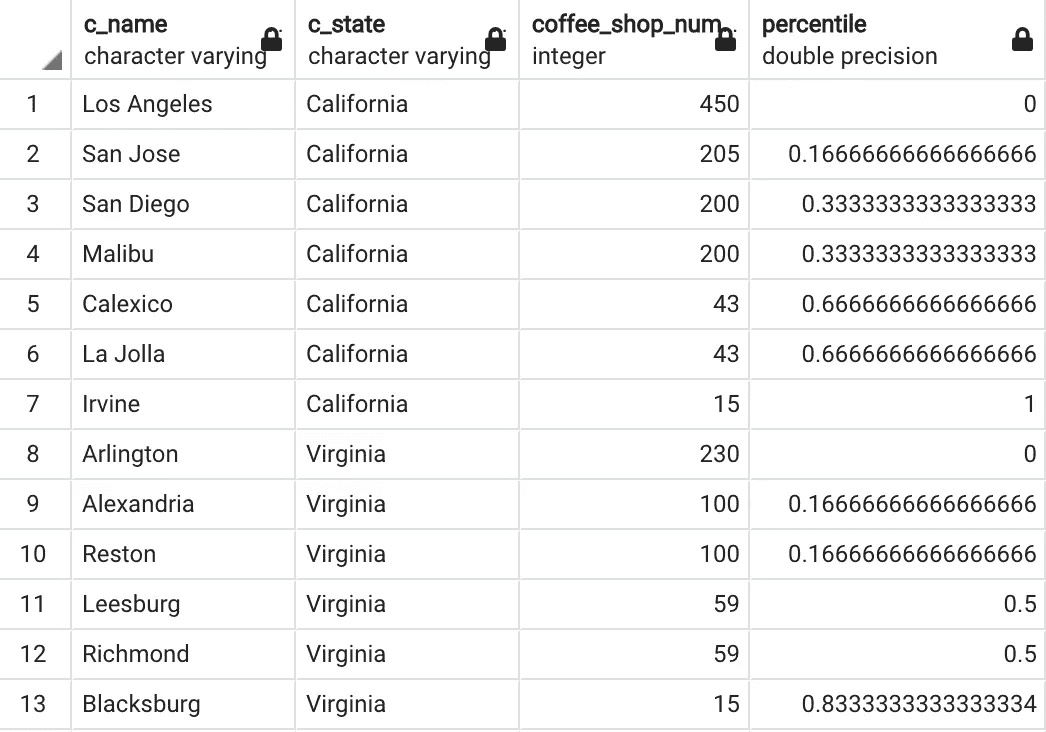 c_name c_state coffee_shop_num percentile
character varying character varying integer double precision
1 Los Angeles California 450 0
2 San Jose California 205 0.16666666666666666
3 San Diego California 200 0.3333333333333333
4 Malibu California 200 0.3333333333333333
5 Calexico California 43 0.6666666666666666
6 La Jolla California 43 0.6666666666666666
7 Irvine California 15 1
8 Arlington Virginia 230 0
9 Alexandria Virginia 100 0.16666666666666666
10 Reston Virginia 100 0.16666666666666666
11 Leesburg Virginia 59 0.5
12 Richmond Virginia 59 0.5
13 Blacksburg Virginia 15 0.8333333333333334